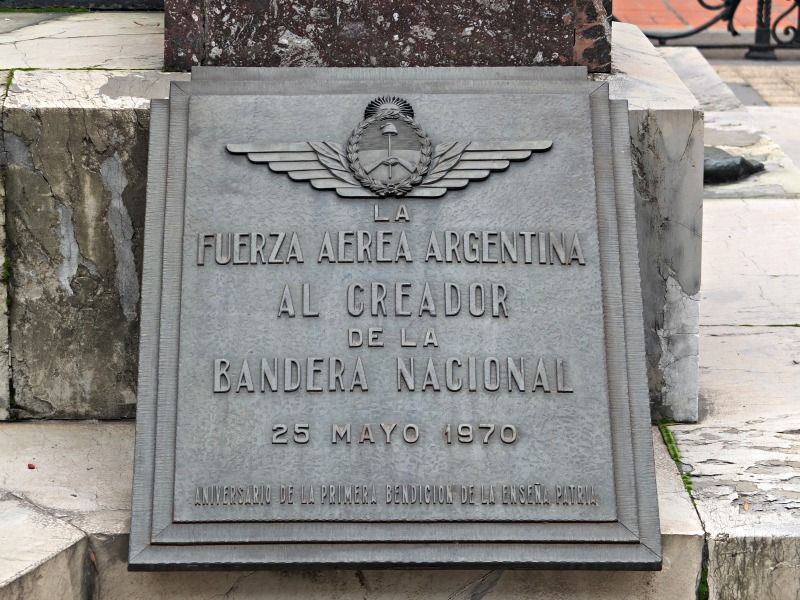 LA
FUERZA AEREA ARGENTINA
AL CREADOR
DE LA
BANDERA NACIONAL
25 MAYO 1970
ANIVERSARIO DE LA PRIMERA BENDICION DE LA ENSEÑA PATRIA